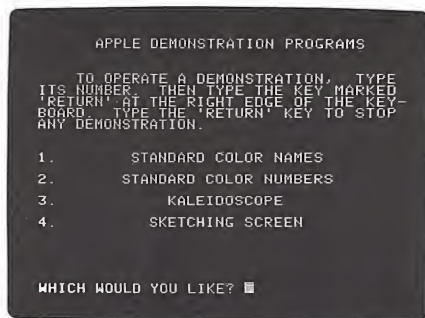 APPLE DEMONSTRATION PROGRAMS
TO OPERATE A DEMONSTRATION, TYPE
ITS NUMBER. THEN TYPE THE KEY MARKED
'RETURN' AT THE RIGHT EDGE OF THE KEY-
BOARD. TYPE THE 'RETURN' KEY TO STOP
ANY DEMONSTRATION.
1. STANDARD COLOR NAMES
2. STANDARD COLOR NUMBERS
3. KALEIDOSCOPE
4. SKETCHING SCREEN
WHICH WOULD YOU LIKE?